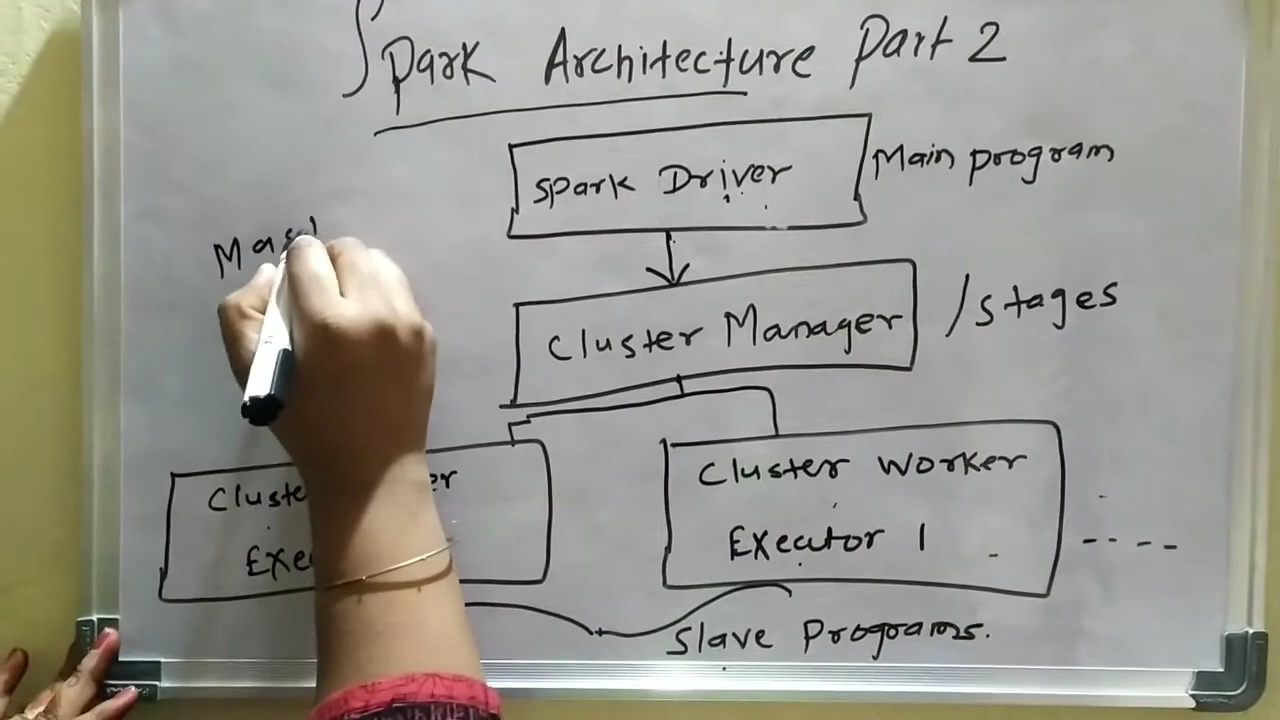 Spark Architecture Part 2
Spark Driver
Main program
Cluster Manager
/stages
Cluster Worker
Executor 1
Slave Programs.